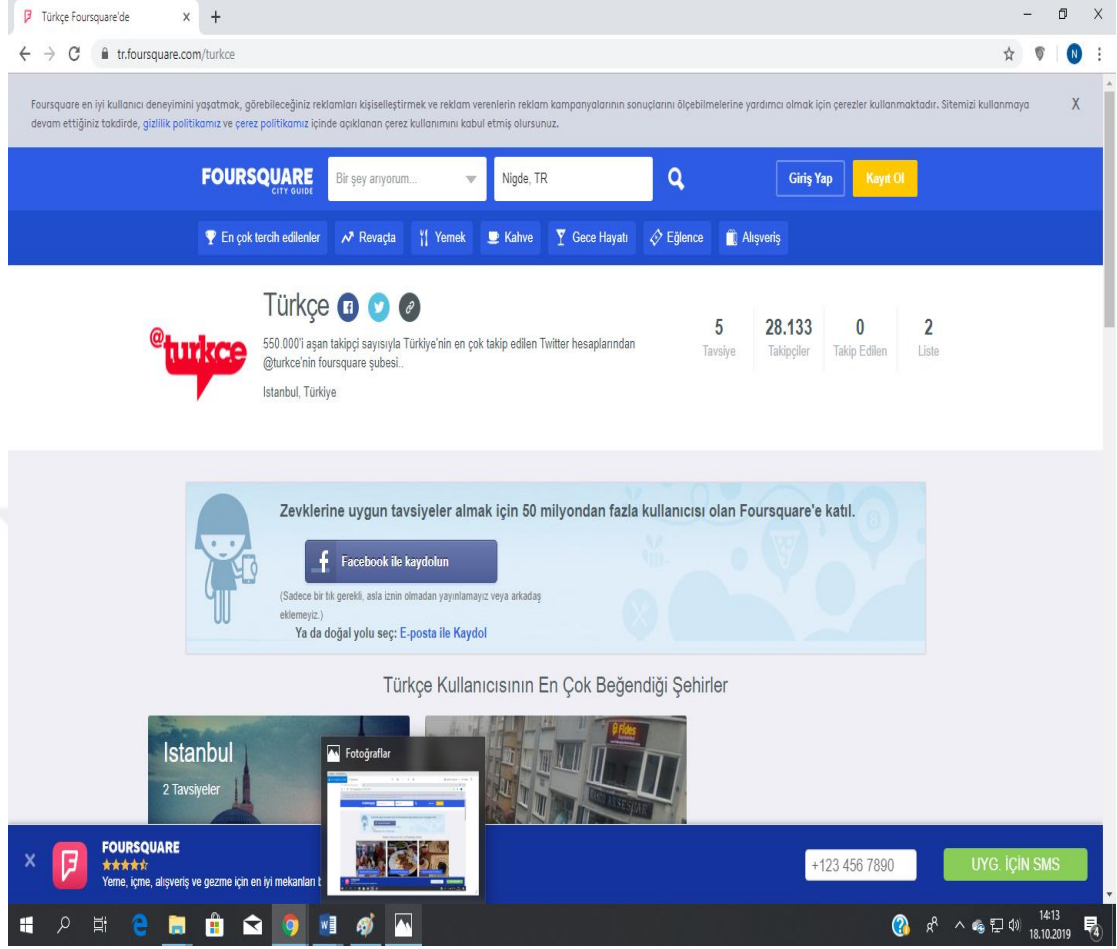 Türkçe Foursquare'de
tr.foursquare.com/turkce
N
Foursquare en iyi kullanıcı deneyimini yaşatmak, görebileceğiniz reklamları kişiselleştirmek ve reklam verenlerin reklam kampanyalarının sonuçlarını ölçebilmelerine yardımcı olmak için çerezler kullanmaktadır. Sitemizi kullanmaya
devam ettiğiniz takdirde, gizlilik politikamız ve çerez politikamız içinde açıklanan çerez kullanımını kabul etmiş olursunuz.
X
FOURSQUARE
CITY GUIDE
Bir şey arıyorum...
Nigde, TR
Giriş Yap
Kayıt Ol
En çok tercih edilenler
Revaçta
Yemek
Kahve
Gece Hayatı
Eğlence
Alışveriş
@turkce
Türkçe
550.000'i aşan takipçi sayısıyla Türkiye'nin en çok takip edilen Twitter hesaplarından
@turkce'nin foursquare şubesi..
Istanbul, Türkiye
5 28.133 0 2
Tavsiye Takipçiler Takip Edilen Liste
Zevklerine uygun tavsiyeler almak için 50 milyondan fazla kullanıcısı olan Foursquare'e katıl.
Facebook ile kaydolun
(Sadece bir tık gerekli, asla iznin olmadan yayınlamayız veya arkadaş
eklemeyiz.)
Ya da doğal yolu seç: E-posta ile Kaydol
Türkçe Kullanıcısının En Çok Beğendiği Şehirler
Istanbul
2 Tavsiyeler
Fides
AKSESUAR
Fotoğraflar
FOURSQUARE
Yeme, içme, alışveriş ve gezme için en iyi mekanları
+123 456 7890
UYG. İÇİN SMS
14:13
18.10.2019
4